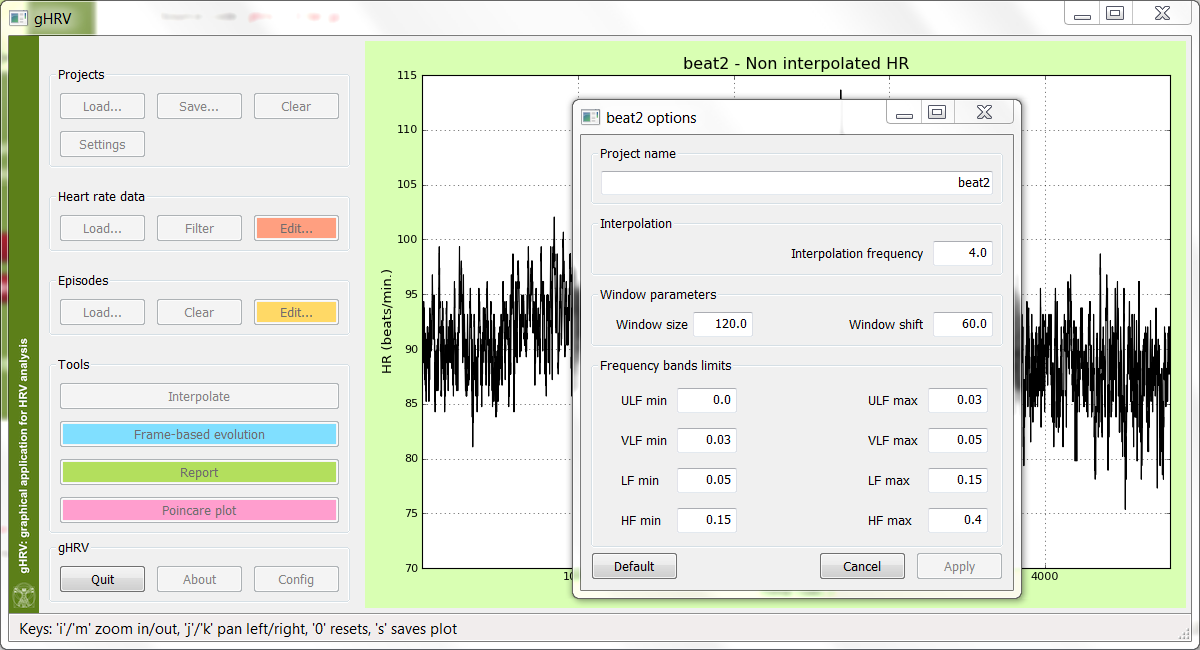 gHRV
Projects
Load...
Save...
Clear
Settings
Heart rate data
Load...
Filter
Edit...
Episodes
Load...
Clear
Edit...
Tools
Interpolate
Frame-based evolution
Report
Poincare plot
gHRV
Quit
About
Config
gHRV: graphical application for HRV analysis
beat2 - Non interpolated HR
HR (beats/min.)
115
110
105
100
95
90
85
80
75
70
4000
beat2 options
Project name
beat2
Interpolation
Interpolation frequency 4.0
Window parameters
Window size 120.0 Window shift 60.0
Frequency bands limits
ULF min 0.0 ULF max 0.03
VLF min 0.03 VLF max 0.05
LF min 0.05 LF max 0.15
HF min 0.15 HF max 0.4
Default Cancel Apply
Keys: 'i'/'m' zoom in/out, 'j'/'k' pan left/right, '0' resets, 's' saves plot